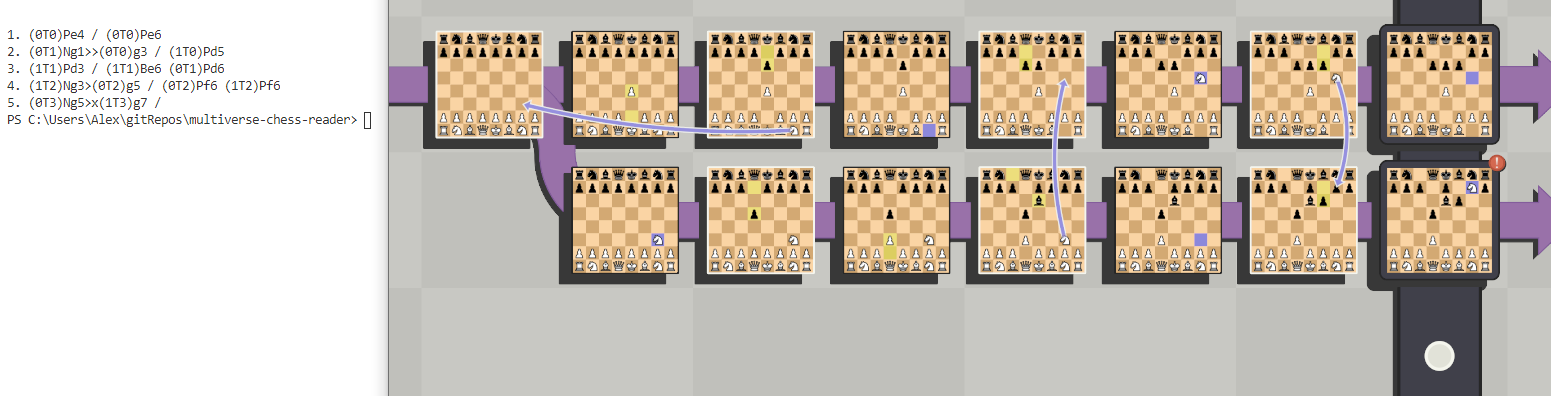 1. (0T0)Pe4 / (0T0)Pe6
2. (0T1)Ng1>>(0T0)g3 / (1T0)Pd5
3. (1T1)Pd3 / (1T1)Be6 (0T1)Pd6
4. (1T2)Ng3>(0T2)g5 / (0T2)Pf6 (1T2)Pf6
5. (0T3)Ng5>x(1T3)g7 /
PS C:\Users\Alex\gitRepos\multiverse-chess-reader>
!